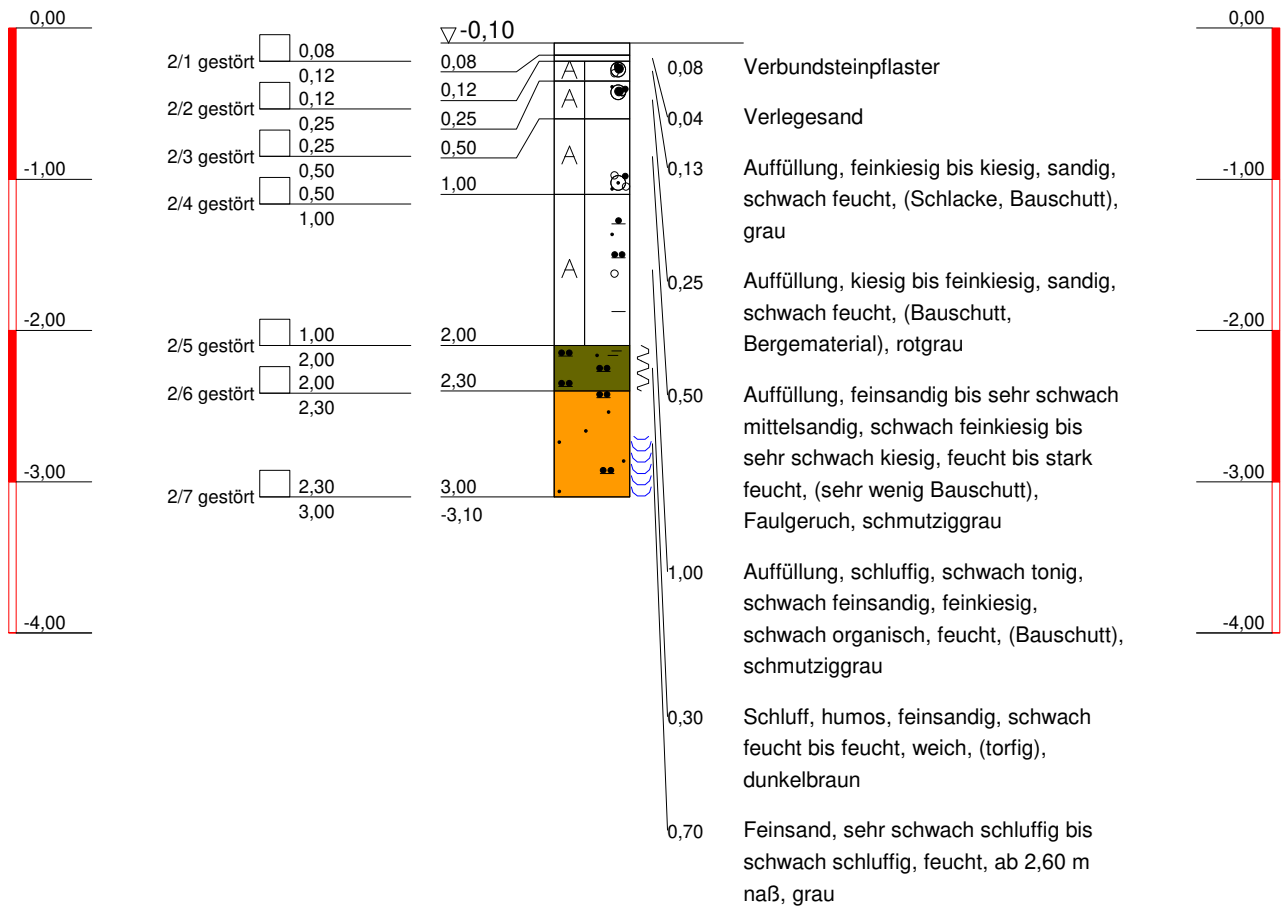 0,00
-1,00
-2,00
-3,00
-4,00
2/1 gestört 0,08
0,12
2/2 gestört 0,12
0,25
2/3 gestört 0,25
0,50
2/4 gestört 0,50
1,00
2/5 gestört 1,00
2,00
2/6 gestört 2,00
2,30
2/7 gestört 2,30
3,00
-0,10
0,08
0,12
0,25
0,50
1,00
2,00
2,30
3,00
-3,10
A
A
A
A
0,08 Verbundsteinpflaster
0,04 Verlegesand
0,13 Auffüllung, feinkiesig bis kiesig, sandig,
schwach feucht, (Schlacke, Bauschutt),
grau
0,25 Auffüllung, kiesig bis feinkiesig, sandig,
schwach feucht, (Bauschutt,
Bergematerial), rotgrau
0,50 Auffüllung, feinsandig bis sehr schwach
mittelsandig, schwach feinkiesig bis
sehr schwach kiesig, feucht bis stark
feucht, (sehr wenig Bauschutt),
Faulgeruch, schmutziggrau
1,00 Auffüllung, schluffig, schwach tonig,
schwach feinsandig, feinkiesig,
schwach organisch, feucht, (Bauschutt),
schmutziggrau
0,30 Schluff, humos, feinsandig, schwach
feucht bis feucht, weich, (torfig),
dunkelbraun
0,70 Feinsand, sehr schwach schluffig bis
schwach schluffig, feucht, ab 2,60 m
naß, grau
0,00
-1,00
-2,00
-3,00
-4,00